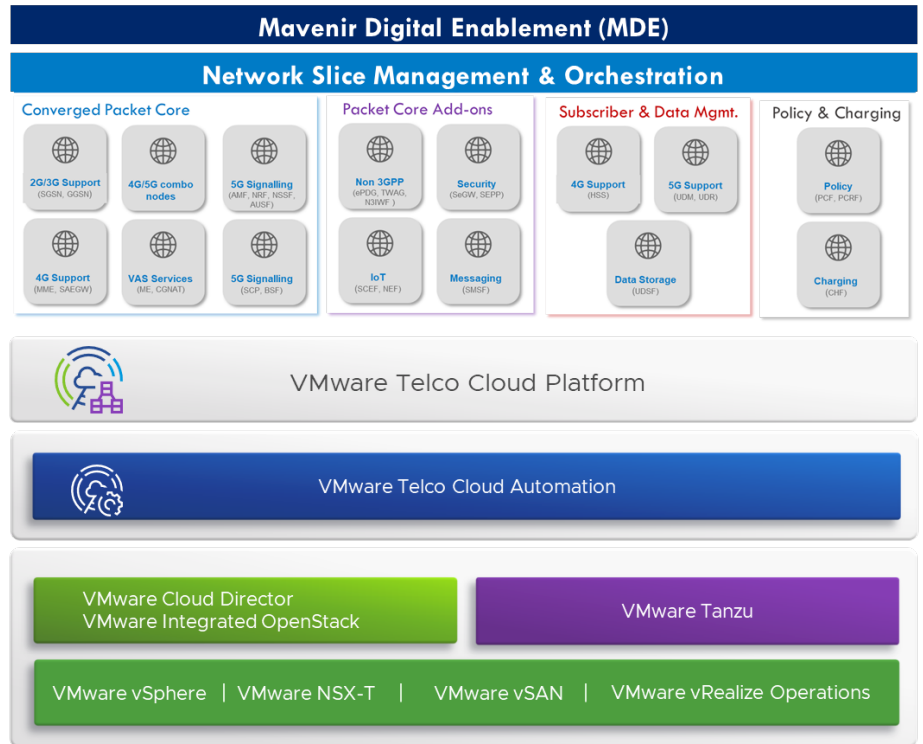 Mavenir Digital Enablement (MDE)
Network Slice Management & Orchestration
Converged Packet Core
2G/3G Support
(SGSN, GGSN)
4G/5G combo
nodes
5G Signalling
(AMF, NRF, NSSF,
AUSF)
4G Support
(MME, SAEGW)
VAS Services
(ME, CGNAT)
5G Signalling
(SCP, BSF)
Packet Core Add-ons
Non 3GPP
(ePDG, TWAG,
N3IWF )
Security
(SeGW, SEPP)
IoT
(SCEF, NEF)
Messaging
(SMSF)
Subscriber & Data Mgmt.
4G Support
(HSS)
5G Support
(UDM, UDR)
Data Storage
(UDSF)
Policy & Charging
Policy
(PCF, PCRF)
Charging
(CHF)
VMware Telco Cloud Platform
VMware Telco Cloud Automation
VMware Cloud Director
VMware Integrated OpenStack
VMware Tanzu
VMware vSphere | VMware NSX-T | VMware vSAN | VMware vRealize Operations